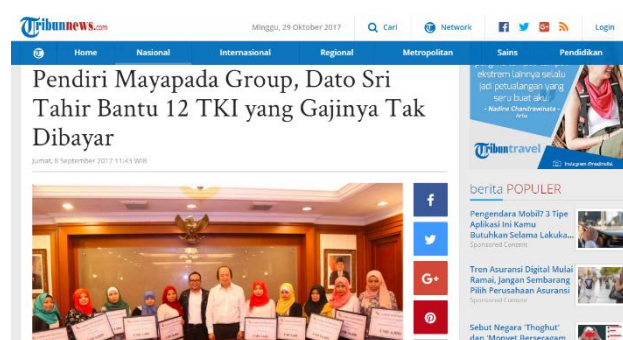 Tribunnews.com
Minggu, 29 Oktober 2017
Cari
Network
Login
Home Nasional Internasional Regional Metropolitan Sains Pendidikan
Pendiri Mayapada Group, Dato Sri
Tahir Bantu 12 TKI yang Gajinya Tak
Dibayar
Jumat, 8 September 2017 11:43 WIB
G+
ekstrem lainnya selalu
jadi petualangan yang
seru buat aku.
- Nadine Chandrawinata -
Artis
Tribuntravel
berita POPULER
Pengendara Mobil? 3 Tipe
Aplikasi Ini Kamu
Butuhkan Selama Lakuka...
Sponsored Content
Tren Asuransi Digital Mulai
Ramai, Jangan Sembarang
Pilih Perusahaan Asuransi
Sponsored Content
Sebut Negara 'Thoghut'
dan 'Monyet Berseragam